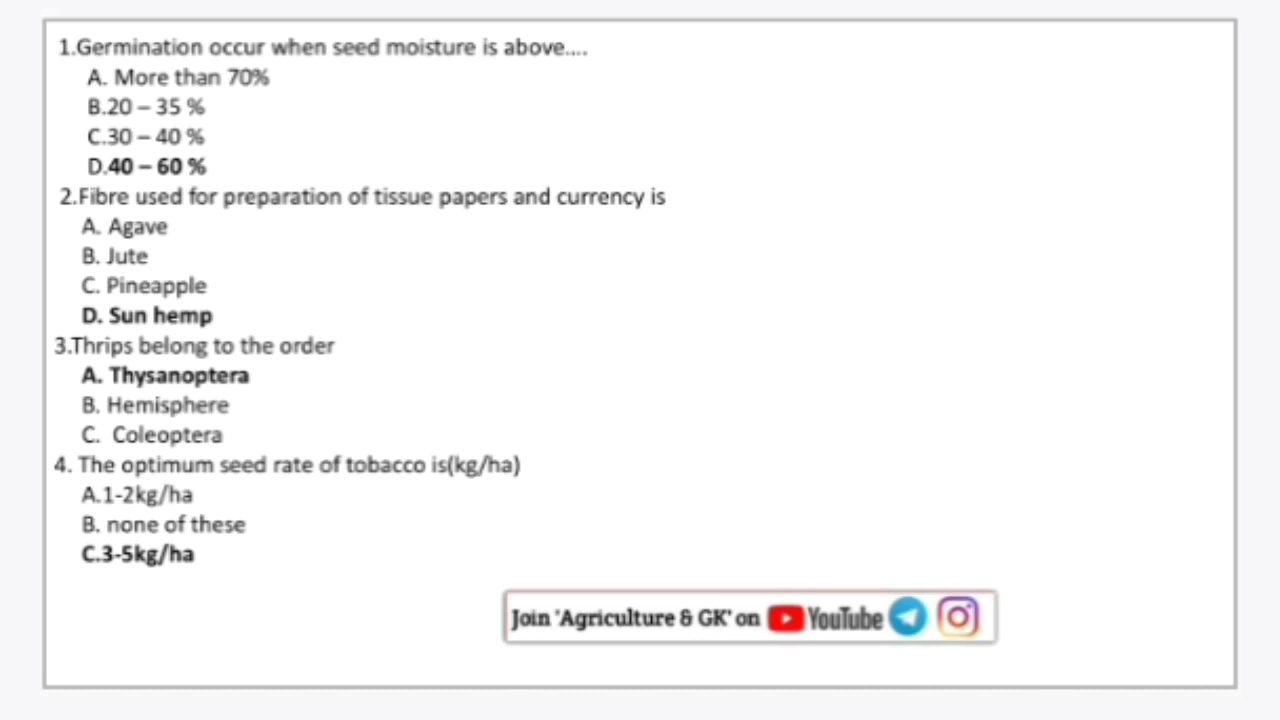 1.Germination occur when seed moisture is above....
A. More than 70%
B.20 – 35 %
C.30 – 40 %
D.40 – 60 %
2.Fibre used for preparation of tissue papers and currency is
A. Agave
B. Jute
C. Pineapple
D. Sun hemp
3.Thrips belong to the order
A. Thysanoptera
B. Hemisphere
C. Coleoptera
4. The optimum seed rate of tobacco is(kg/ha)
A.1-2kg/ha
B. none of these
C.3-5kg/ha
Join 'Agriculture & GK' on YouTube